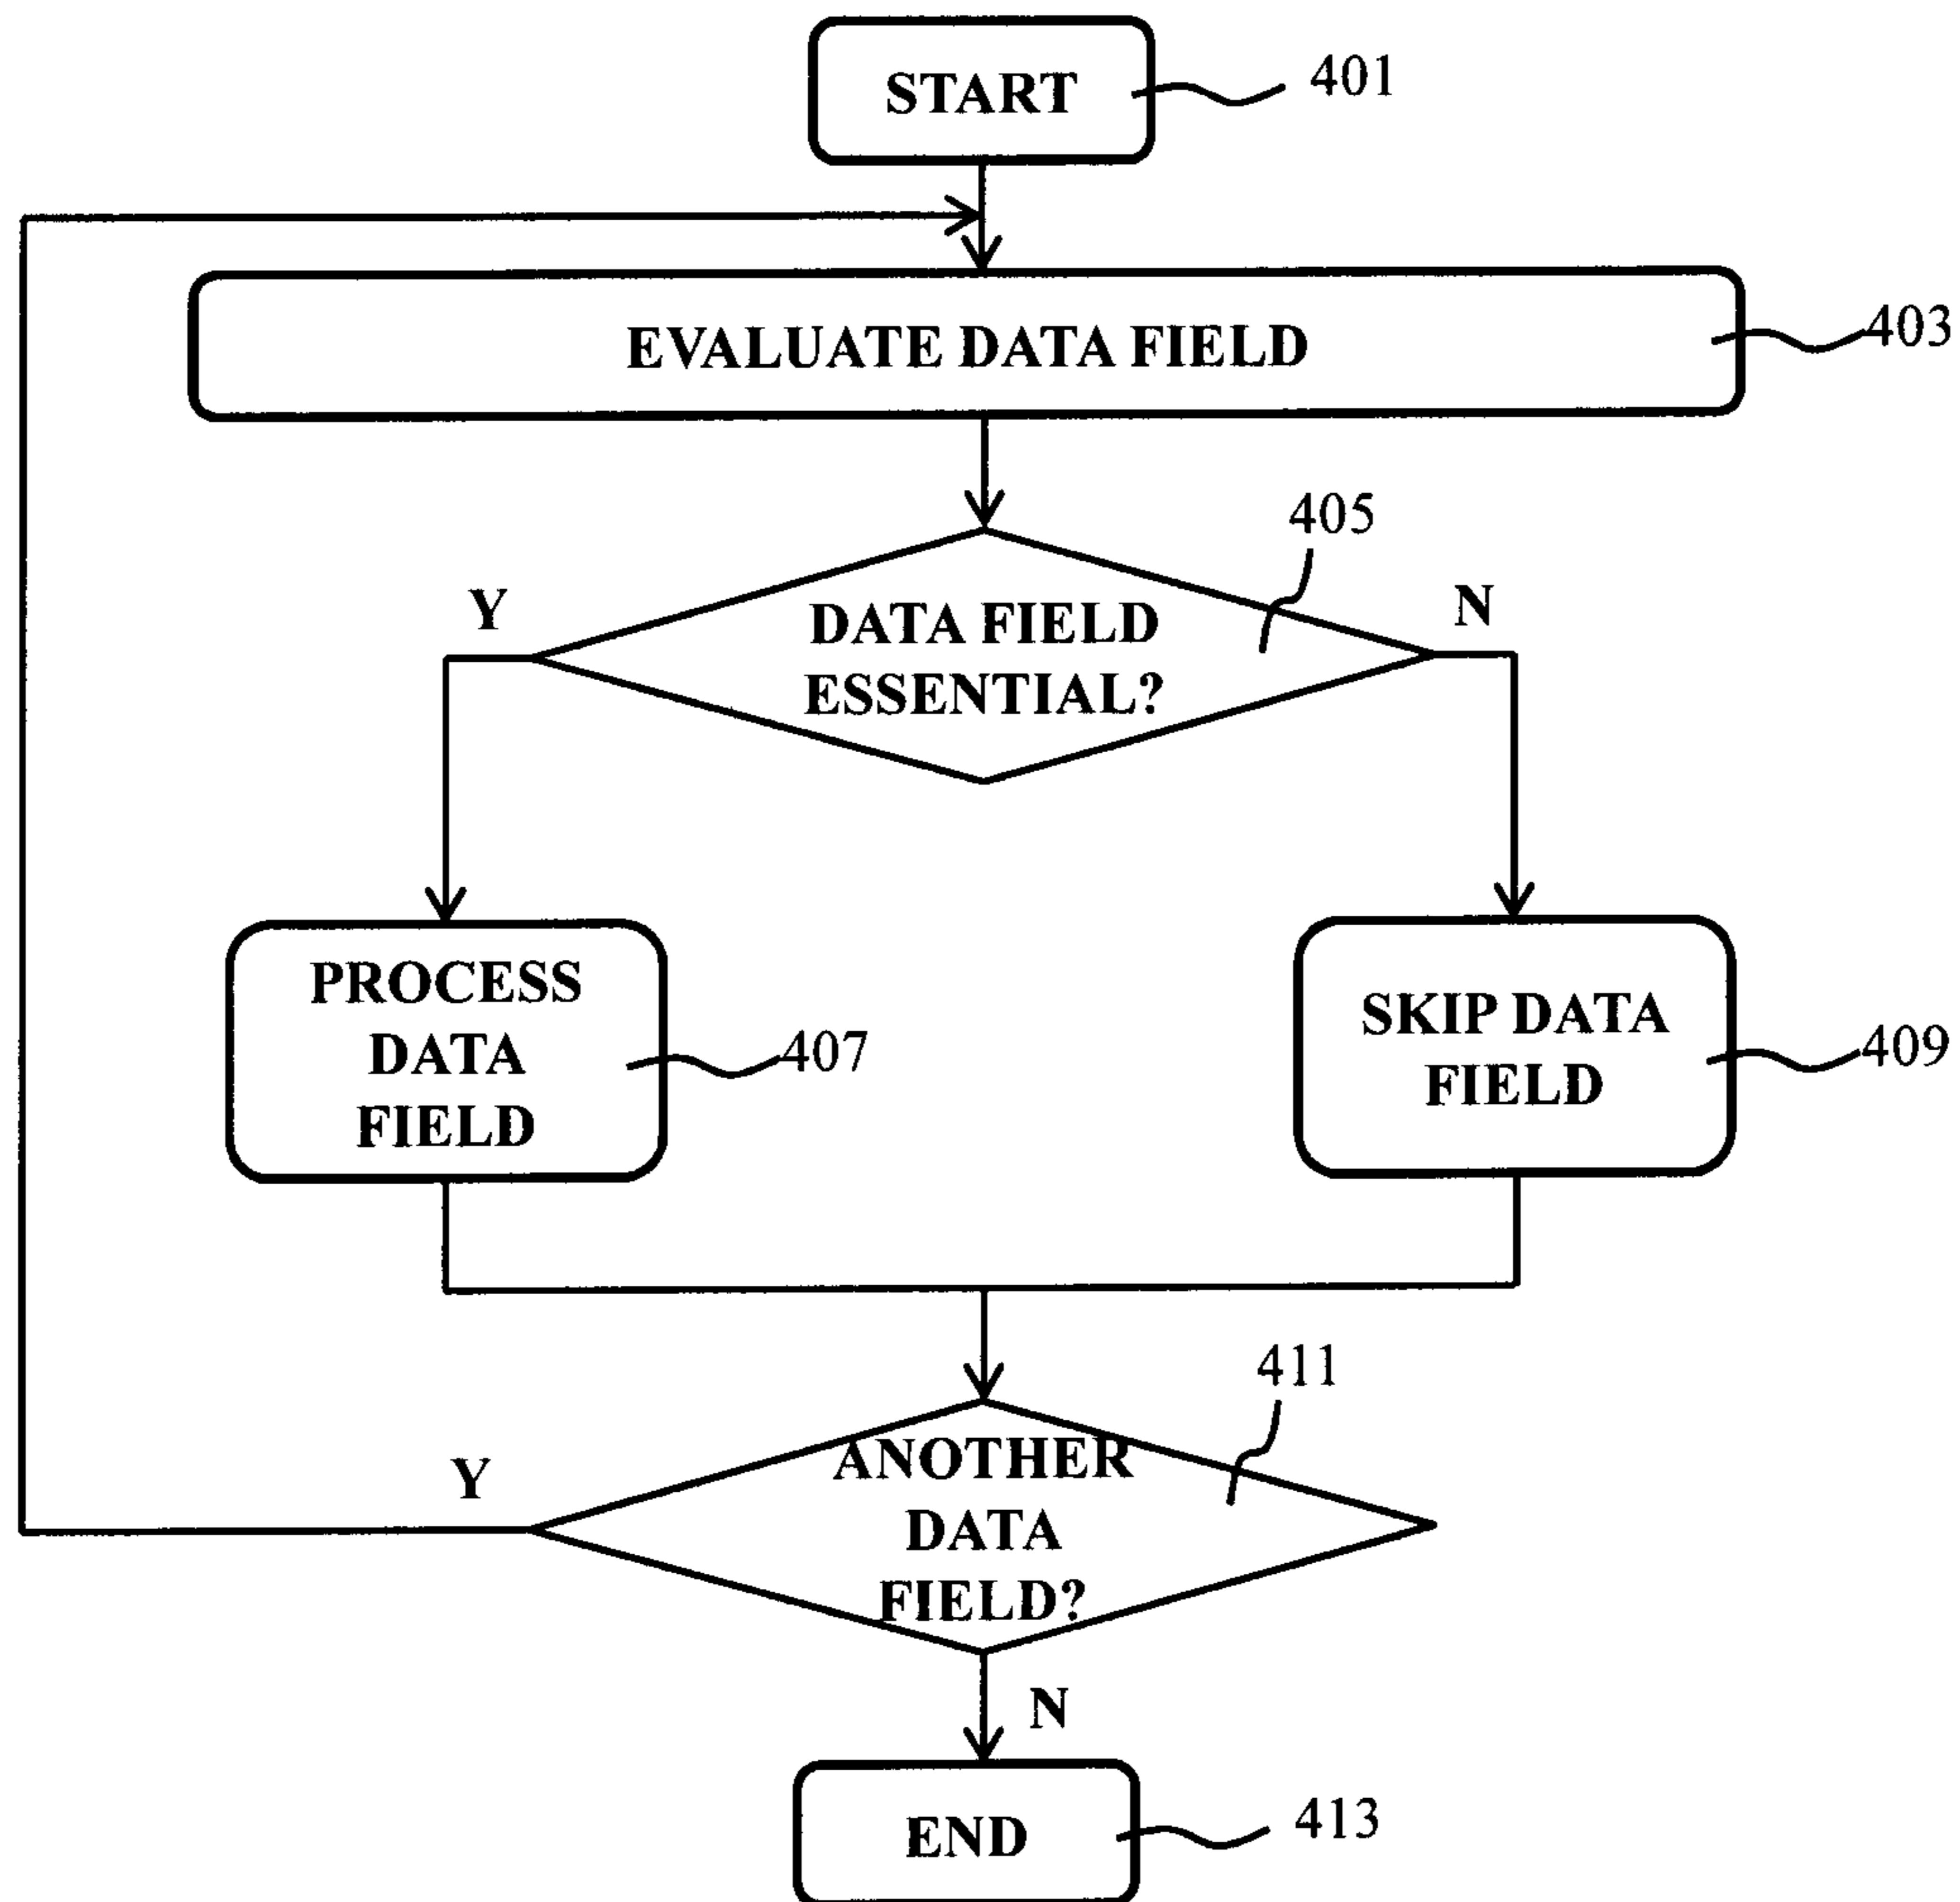 START
401
EVALUATE DATA FIELD
403
405
Y
N
DATA FIELD
ESSENTIAL?
PROCESS
DATA
FIELD
407
SKIP DATA
FIELD
409
411
Y
ANOTHER
DATA
FIELD?
N
END
413